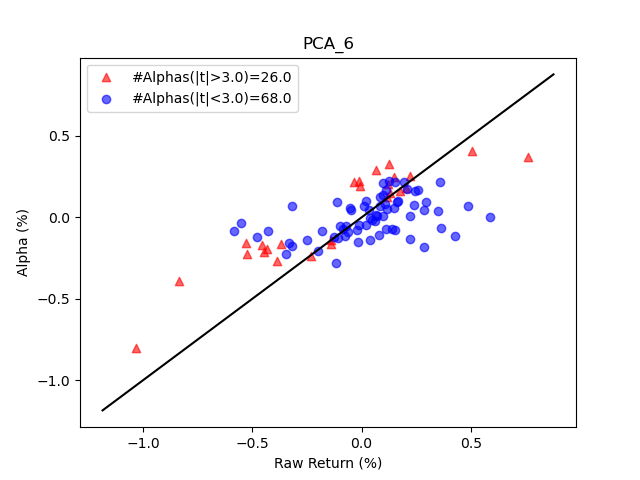 PCA_6
#Alphas(|t|>3.0)=26.0
#Alphas(|t|<3.0)=68.0
Alpha (%)
0.5
0.0
−0.5
−1.0
−1.0 −0.5 0.0 0.5
Raw Return (%)